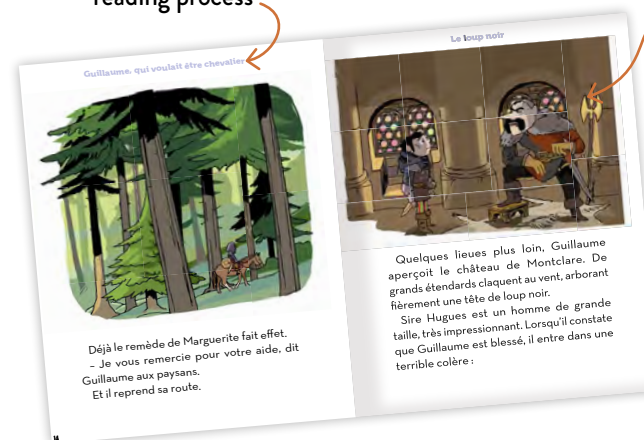 reading process
Guillaume, qui voulait être chevalier
Déjà le remède de Marguerite fait effet.
– Je vous remercie pour votre aide, dit
Guillaume aux paysans.
Et il reprend sa route.
Le loup noir
Quelques lieues plus loin, Guillaume
aperçoit le château de Montclare. De
grands étendards claquent au vent, arborant
fièrement une tête de loup noir.
Sire Hugues est un homme de grande
taille, très impressionnant. Lorsqu'il constate
que Guillaume est blessé, il entre dans une
terrible colère :